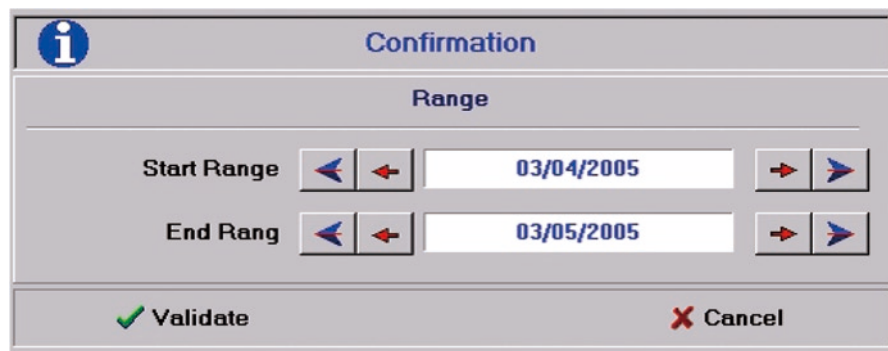 Confirmation
Range
Start Range 03/04/2005
End Rang 03/05/2005
Validate Cancel